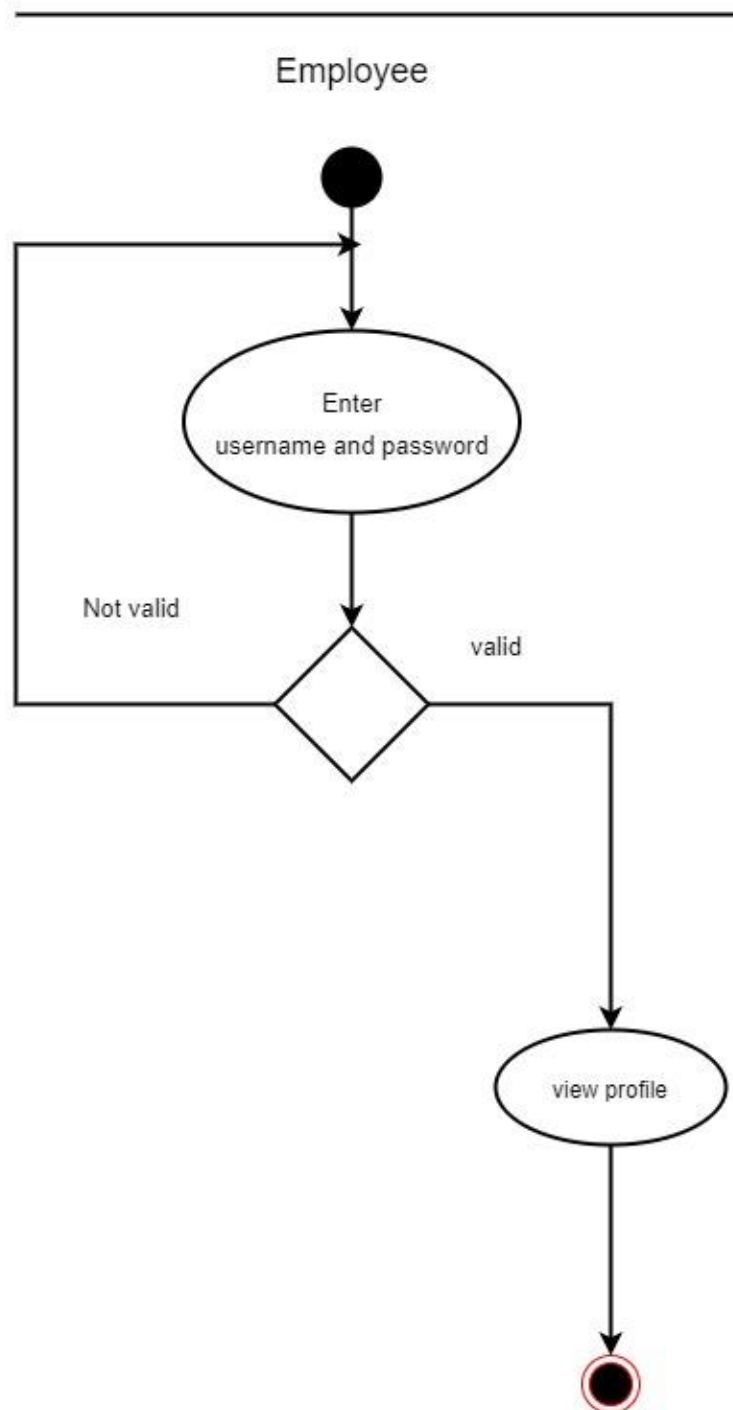 Employee
Enter
username and password
Not valid
valid
view profile